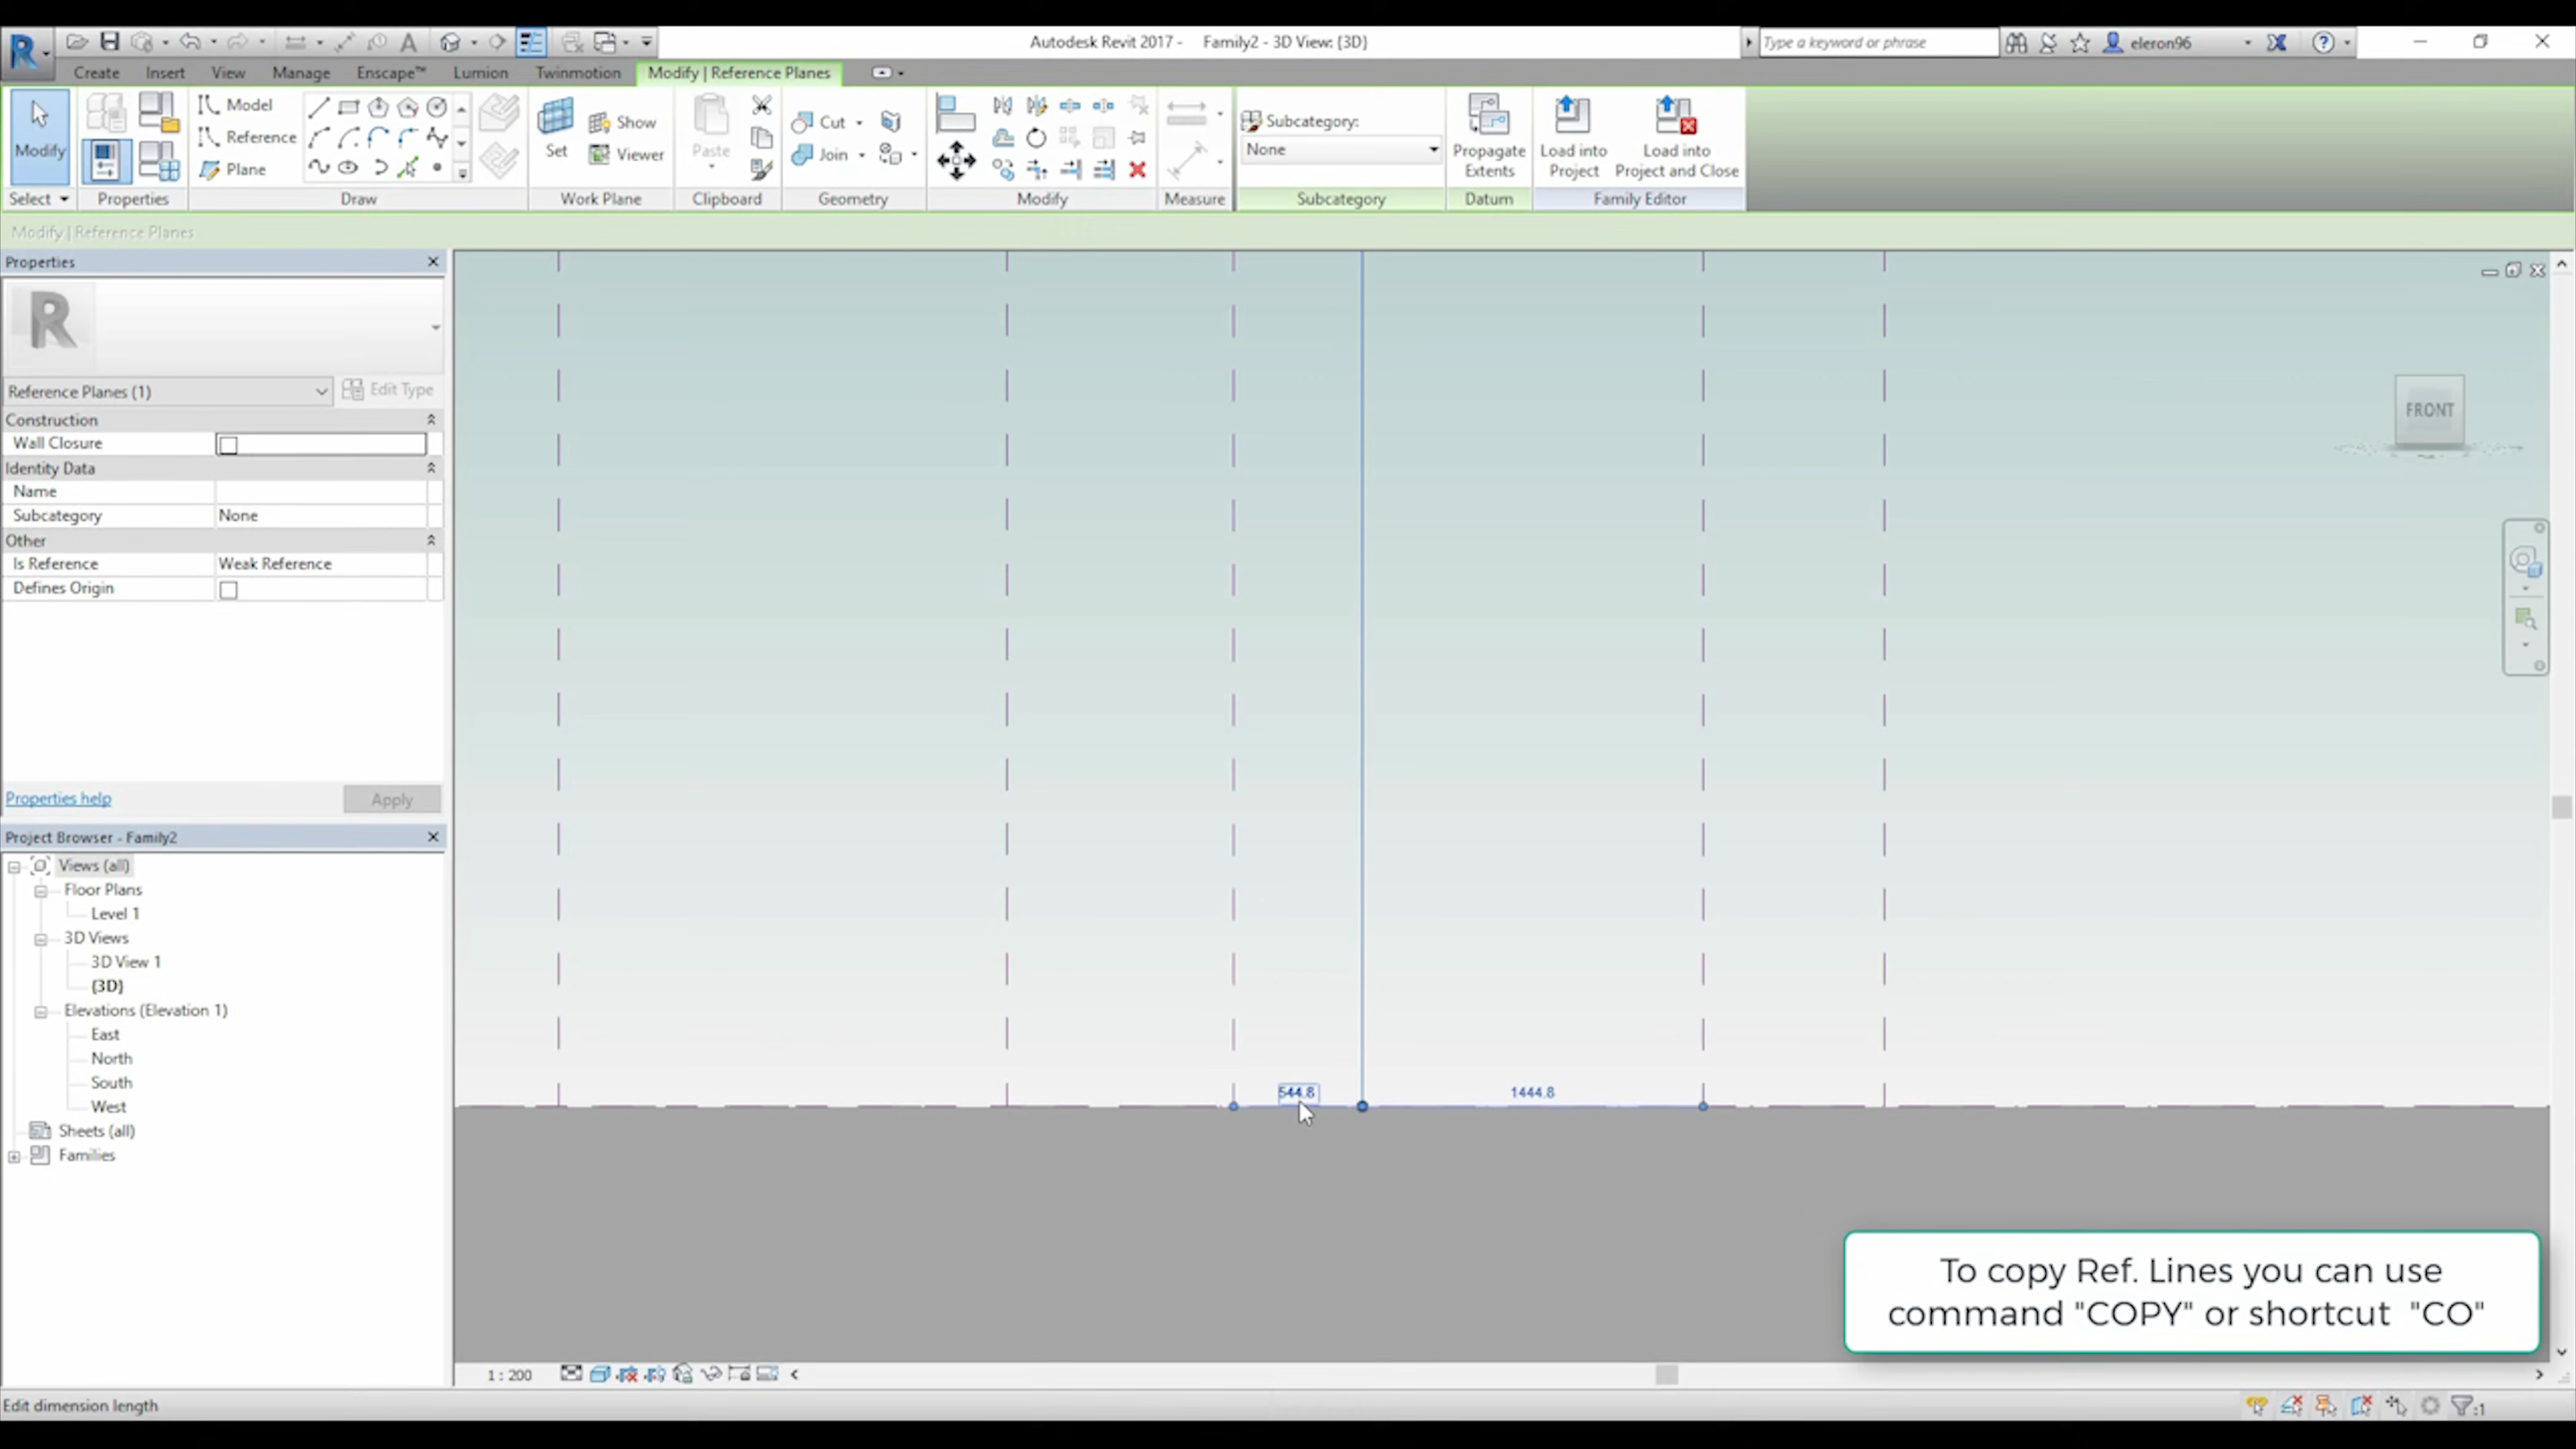 Autodesk Revit 2017 - Family2 - 3D View: {3D}
Type a keyword or phrase
eleron96
Create Insert View Manage Enscape™ Lumion Twinmotion Modify | Reference Planes
Modify
Model
Reference
Plane
Set
Show
Viewer
Paste
Cut
Join
Subcategory:
None
Propagate Extents
Load into Project
Load into Project and Close
Select Properties Draw Work Plane Clipboard Geometry Modify Measure Subcategory Datum Family Editor
Modify | Reference Planes
Properties
R
Reference Planes (1) Edit Type
Construction
Wall Closure
Identity Data
Name
Subcategory None
Other
Is Reference Weak Reference
Defines Origin
Properties help Apply
Project Browser - Family2
Views (all)
Floor Plans
Level 1
3D Views
3D View 1
{3D}
Elevations (Elevation 1)
East
North
South
West
Sheets (all)
Families
FRONT
544.8
1444.8
To copy Ref. Lines you can use
command "COPY" or shortcut "CO"
1 : 200
Edit dimension length
:1